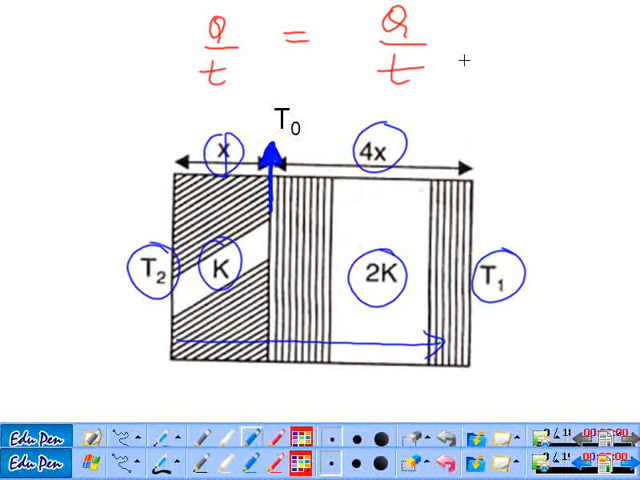 Q/t = Q/t
T₀
x 4x
T₂ K 2K T₁
Edu Pen
Edu Pen